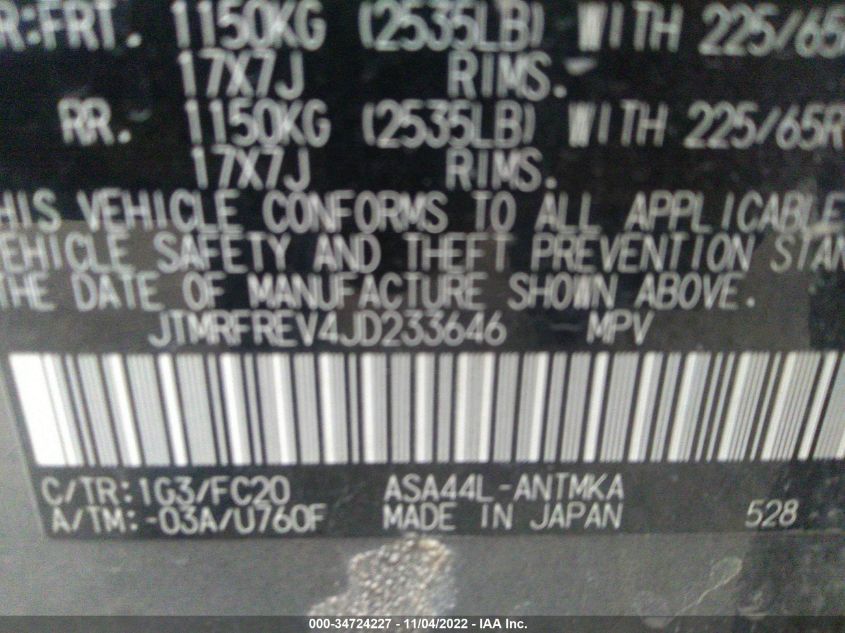 R:FRT. 1150KG (2535LB) WITH 225/65R
17X7J RIMS.
RR. 1150KG (2535LB) WITH 225/65R
17X7J RIMS.
HIS VEHICLE CONFORMS TO ALL APPLICABLE
EHICLE SAFETY AND THEFT PREVENTION STAN
THE DATE OF MANUFACTURE SHOWN ABOVE.
JTMRFREV4JD233646 MPV
C/TR:1G3/FC20 ASA44L-ANTMKA
A/TM:-03A/U760F MADE IN JAPAN 528
000-34724227 - 11/04/2022 - IAA Inc.